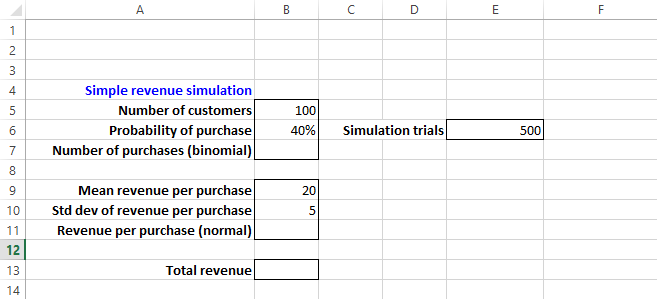 A B C D E F
1
2
3
4 Simple revenue simulation
5 Number of customers 100
6 Probability of purchase 40% Simulation trials 500
7 Number of purchases (binomial)
8
9 Mean revenue per purchase 20
10 Std dev of revenue per purchase 5
11 Revenue per purchase (normal)
12
13 Total revenue
14